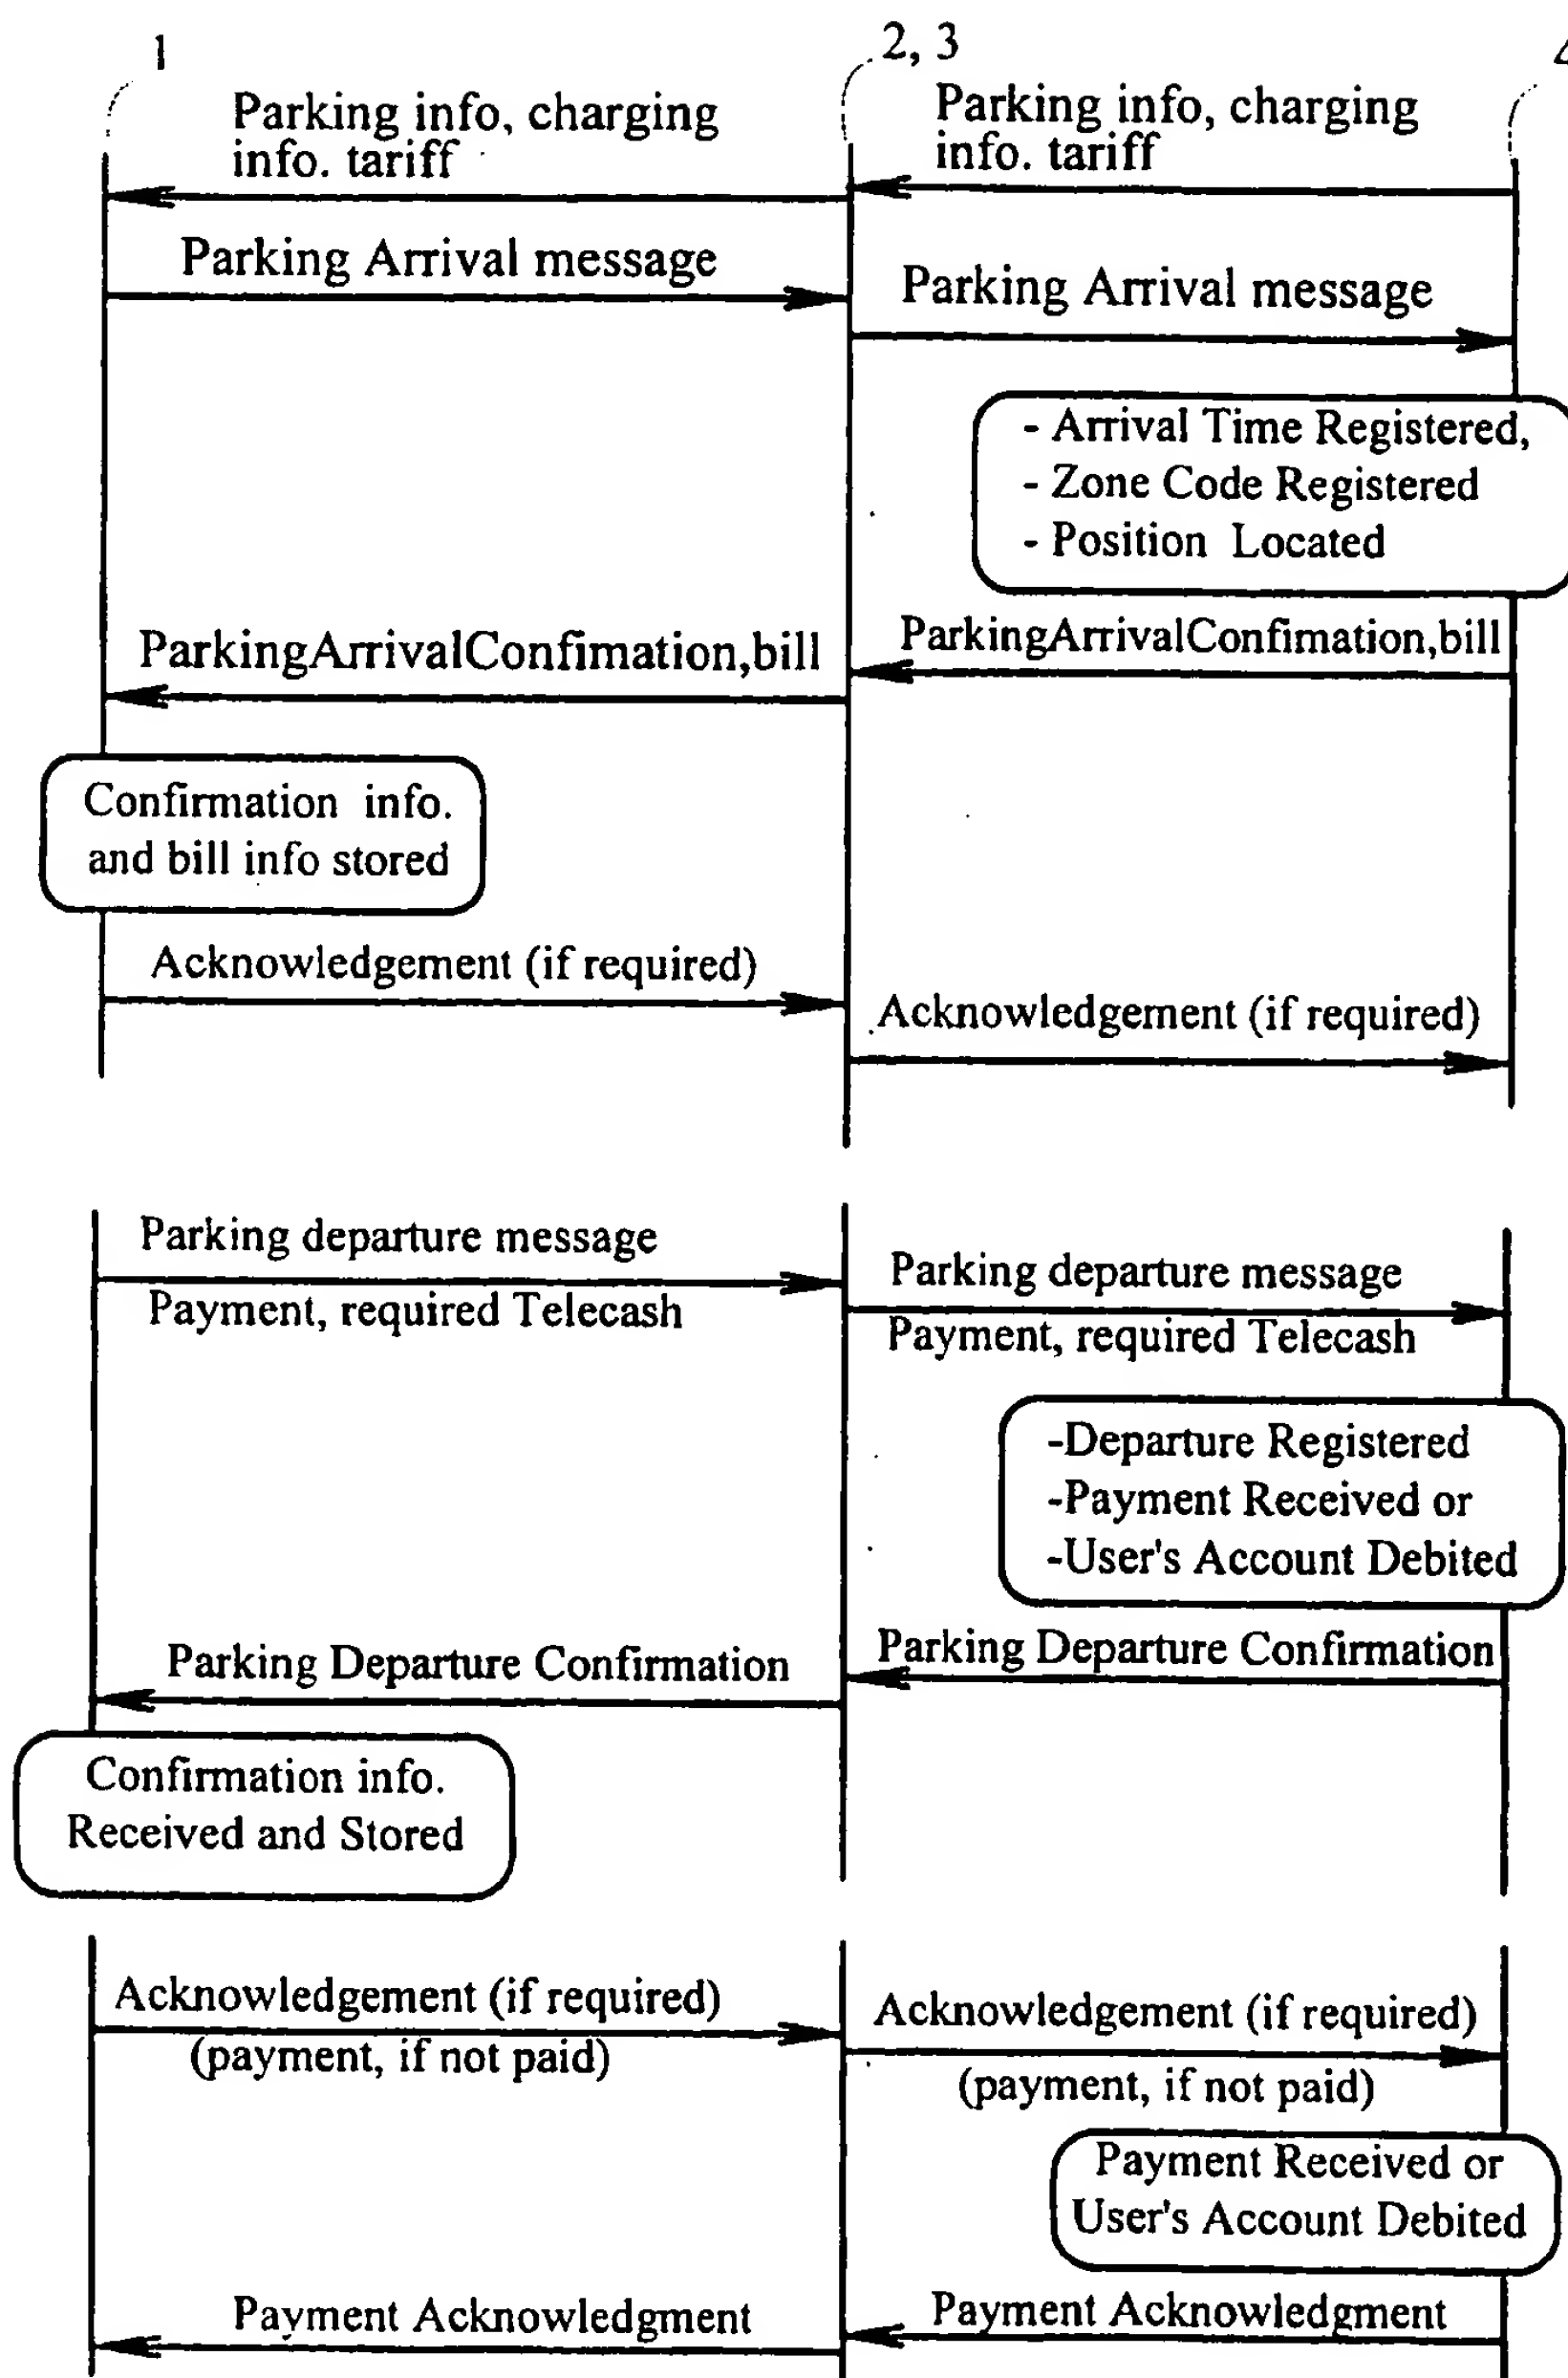 1
2, 3
Parking info, charging
info. tariff
Parking info, charging
info. tariff
Parking Arrival message
Parking Arrival message
- Arrival Time Registered,
- Zone Code Registered
- Position Located
ParkingArrivalConfimation,bill
ParkingArrivalConfimation,bill
Confirmation info.
and bill info stored
Acknowledgement (if required)
Acknowledgement (if required)
Parking departure message
Payment, required Telecash
Parking departure message
Payment, required Telecash
-Departure Registered
-Payment Received or
-User's Account Debited
Parking Departure Confirmation
Parking Departure Confirmation
Confirmation info.
Received and Stored
Acknowledgement (if required)
(payment, if not paid)
Acknowledgement (if required)
(payment, if not paid)
Payment Received or
User's Account Debited
Payment Acknowledgment
Payment Acknowledgment